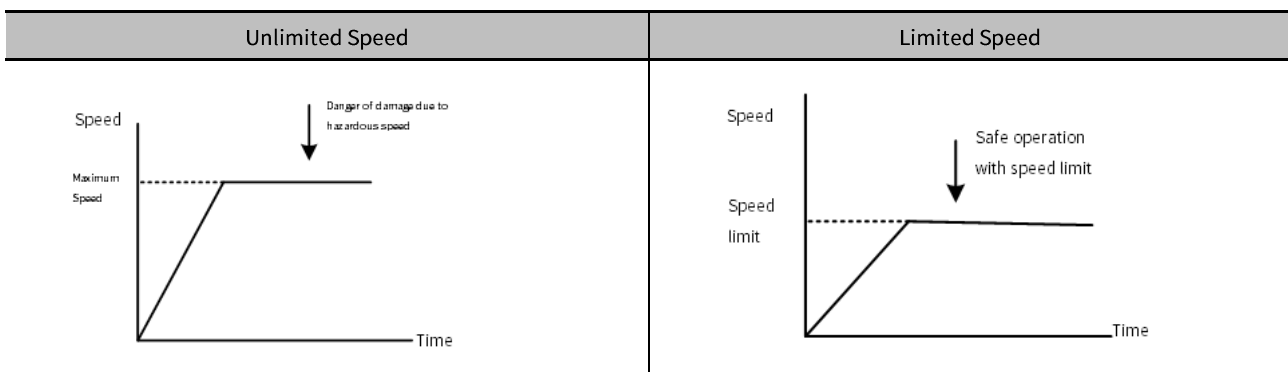 Unlimited Speed
Limited Speed
Speed
Danger of damage due to
hazardous speed
Maximum
Speed
Time
Speed
Safe operation
with speed limit
Speed
limit
Time